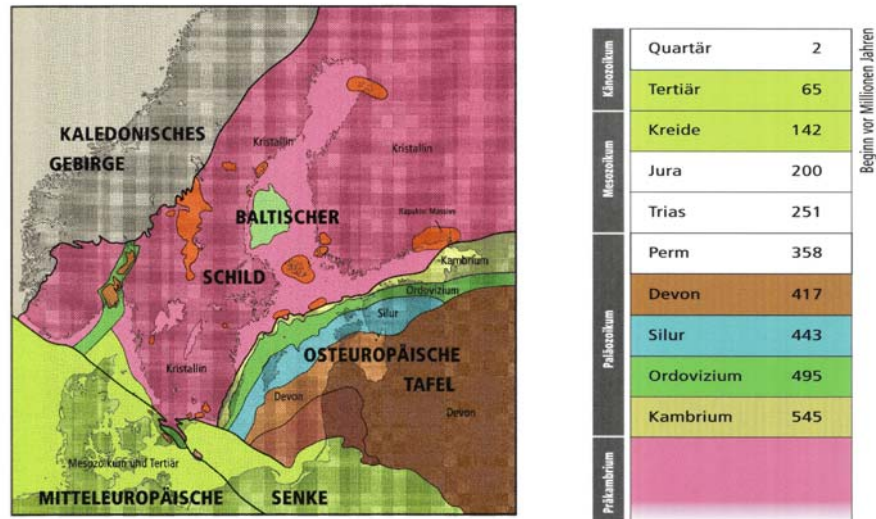 KALEDONISCHES
GEBIRGE
Kristallin
Kristallin
BALTISCHER
Rapakivi Massive
SCHILD
Kambrium
Ordovizium
Silur
OSTEUROPÄISCHE
TAFEL
Kristallin
Devon
Devon
Mesozoikum und Tertiär
MITTELEUROPÄISCHE SENKE
Känozoikum
Quartär 2
Tertiär 65
Mesozoikum
Kreide 142
Jura 200
Trias 251
Paläozoikum
Perm 358
Devon 417
Silur 443
Ordovizium 495
Kambrium 545
Präkambrium
Beginn vor Millionen Jahren